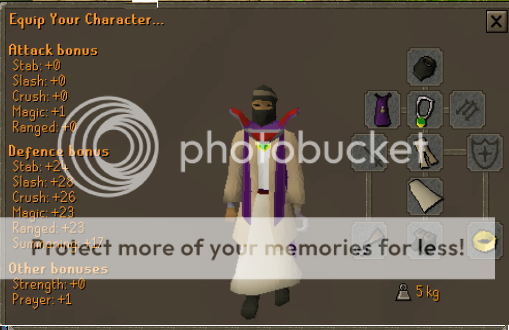 Equip Your Character...
Attack bonus
Stab: +0
Slash: +0
Crush: +0
Magic: +1
Ranged: +0
photobucket
Defence bonus
Slash: +28
Crush: +26
Magic: +23
Ranged: +23
Summoning: +17
Protect more of your memories for less!
Other bonuses
Strength: +0
Prayer: +1
5 kg